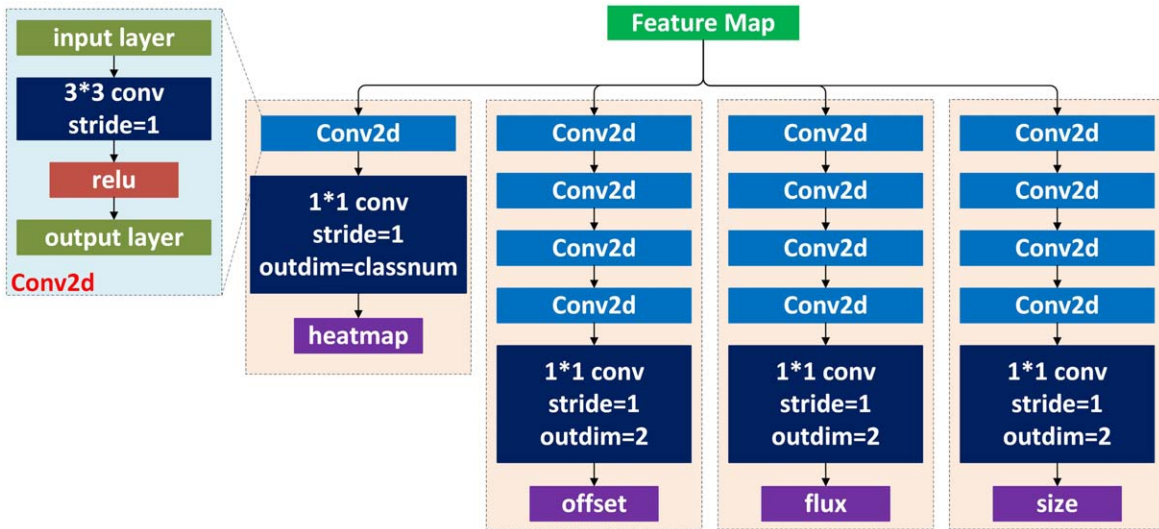 Feature Map
input layer
3*3 conv
stride=1
relu
output layer
Conv2d
Conv2d
1*1 conv
stride=1
outdim=classnum
heatmap
Conv2d
Conv2d
Conv2d
Conv2d
1*1 conv
stride=1
outdim=2
offset
Conv2d
Conv2d
Conv2d
Conv2d
1*1 conv
stride=1
outdim=2
flux
Conv2d
Conv2d
Conv2d
Conv2d
1*1 conv
stride=1
outdim=2
size